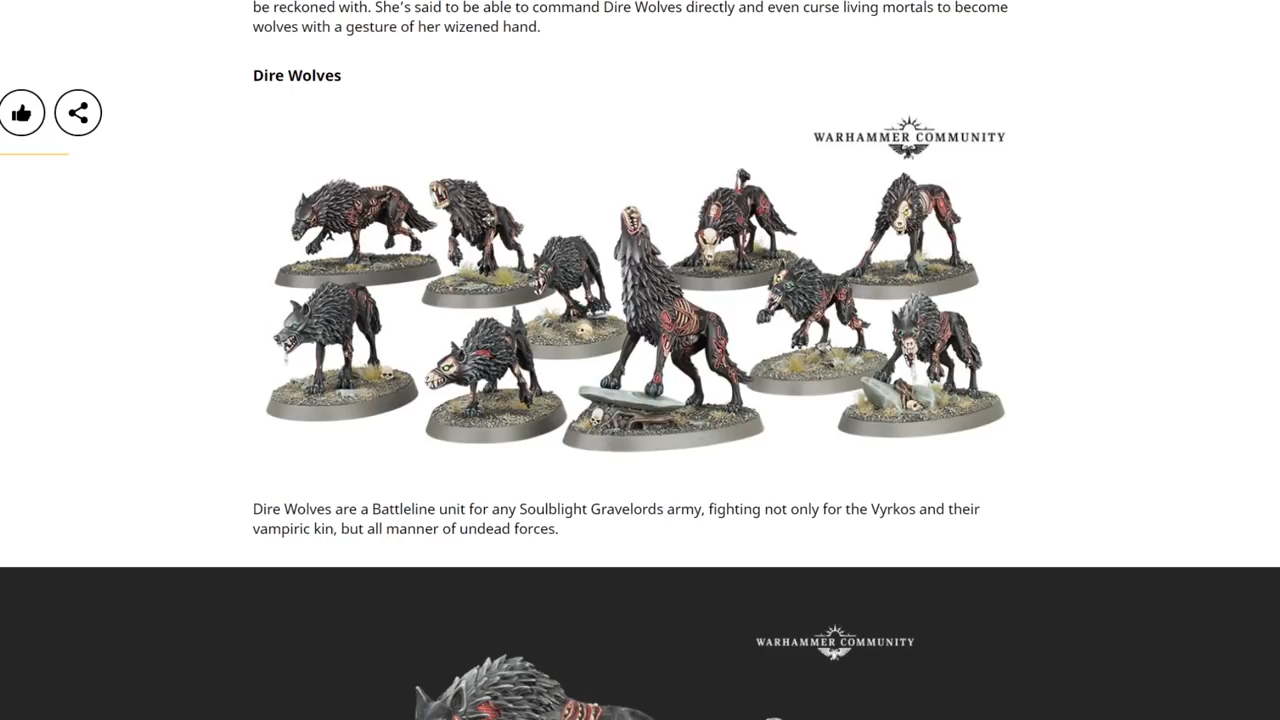 be reckoned with. She’s said to be able to command Dire Wolves directly and even curse living mortals to become
wolves with a gesture of her wizened hand.
Dire Wolves
WARHAMMER COMMUNITY
Dire Wolves are a Battleline unit for any Soulblight Gravelords army, fighting not only for the Vyrkos and their
vampiric kin, but all manner of undead forces.
WARHAMMER COMMUNITY